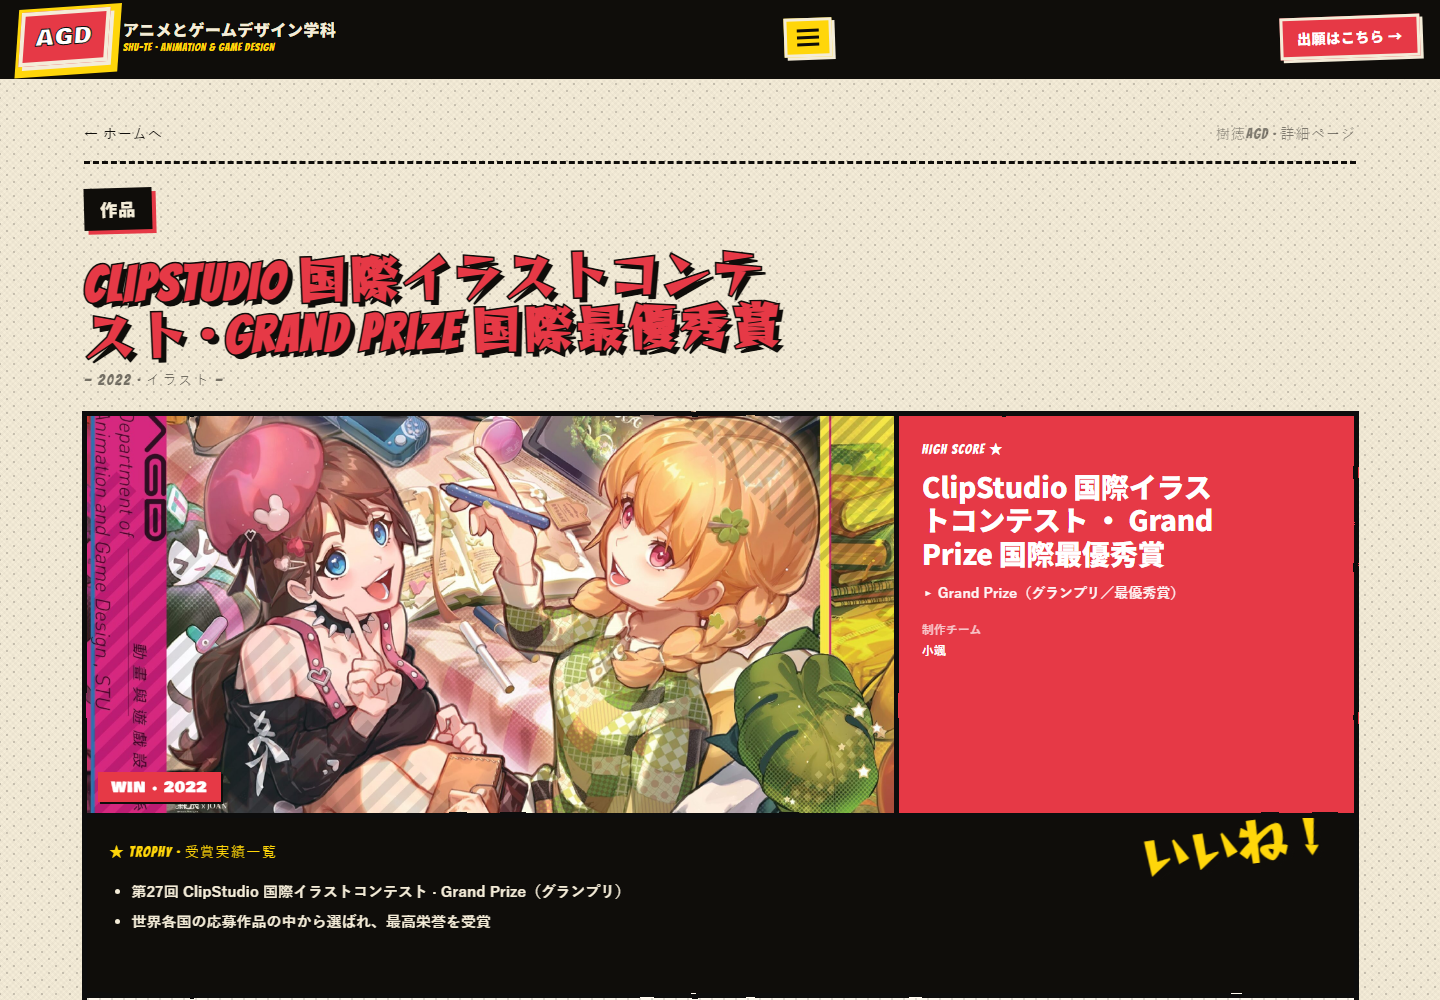 AGD
アニメとゲームデザイン学科
SHU-TE · ANIMATION & GAME DESIGN
出願はこちら →
← ホームへ
樹徳AGD · 詳細ページ
作品
CLIPSTUDIO 国際イラストコンテ
スト・GRAND PRIZE 国際最優秀賞
— 2022 · イラスト —
Department of
Animation and Game Design , STU
動畫與遊戲設
WIN · 2022
HIGH SCORE ★
ClipStudio 国際イラス
トコンテスト ・ Grand
Prize 国際最優秀賞
▸ Grand Prize（グランプリ／最優秀賞）
制作チーム
小颯
★ TROPHY · 受賞実績一覧
いいね！
• 第27回 ClipStudio 国際イラストコンテスト · Grand Prize（グランプリ）
• 世界各国の応募作品の中から選ばれ、最高栄誉を受賞